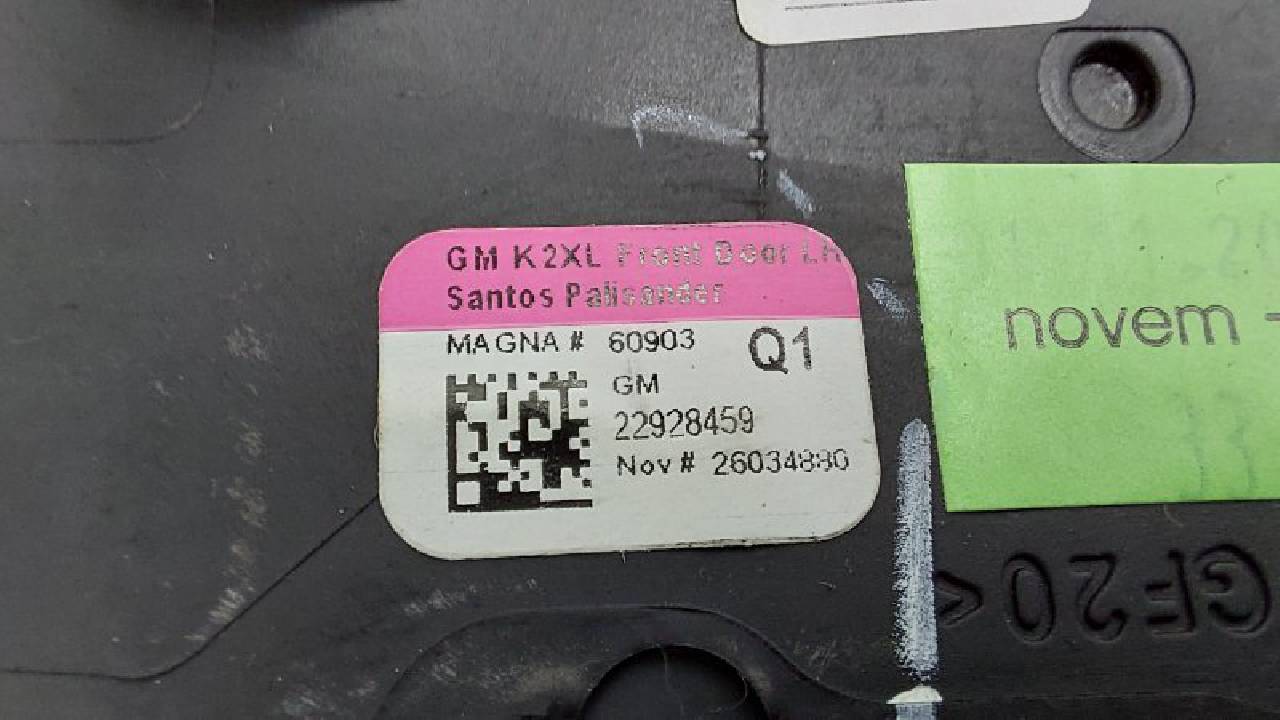 GM K2XL Front Door LH
Santos Palisander
MAGNA # 60903
Q1
GM
22928459
Nov # 26034880
novem -
GF20<